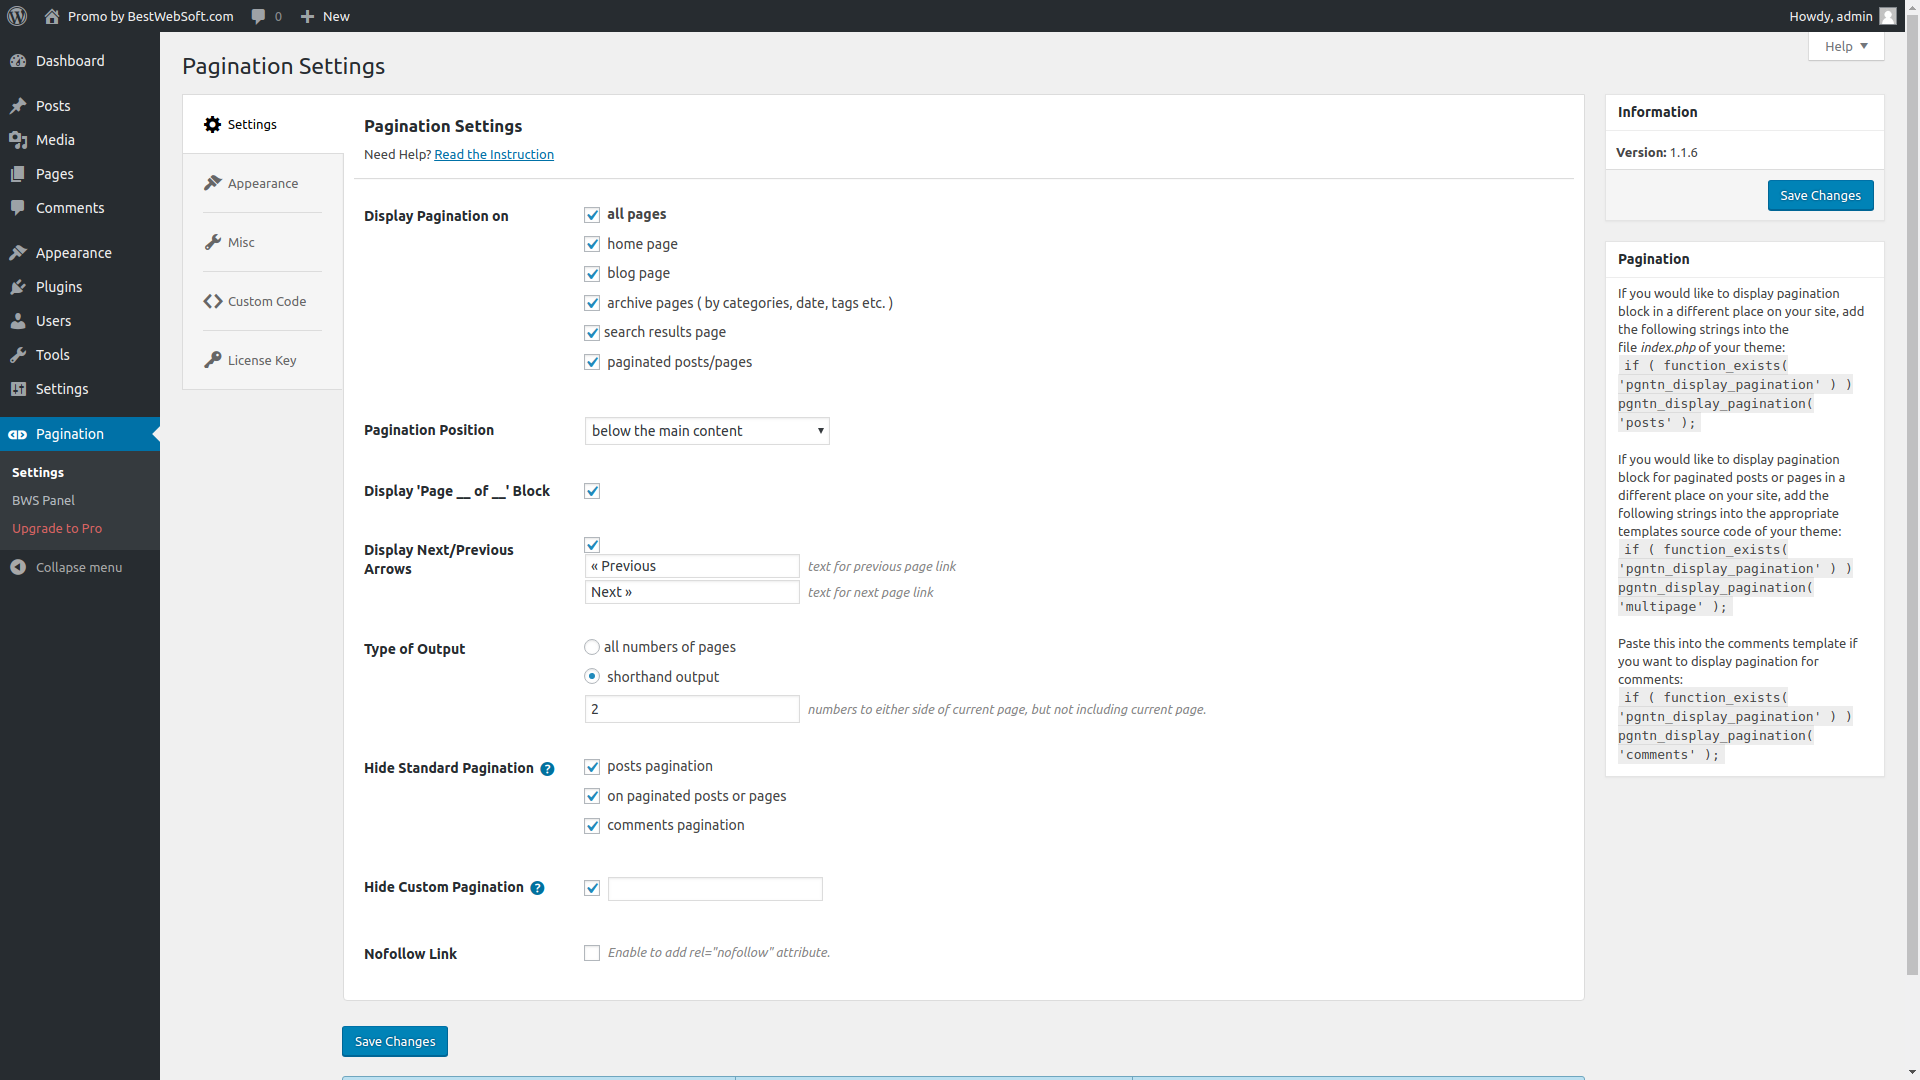 Promo by BestWebSoft.com
0
New
Howdy, admin
Help
Dashboard
Posts
Media
Pages
Comments
Appearance
Plugins
Users
Tools
Settings
Pagination
Settings
BWS Panel
Upgrade to Pro
Collapse menu
Pagination Settings
Settings
Appearance
Misc
Custom Code
License Key
Pagination Settings
Need Help? Read the Instruction
Display Pagination on
all pages
home page
blog page
archive pages ( by categories, date, tags etc. )
search results page
paginated posts/pages
Pagination Position
below the main content
Display 'Page __ of __' Block
Display Next/Previous
Arrows
« Previous
text for previous page link
Next »
text for next page link
Type of Output
all numbers of pages
shorthand output
2
numbers to either side of current page, but not including current page.
Hide Standard Pagination ?
posts pagination
on paginated posts or pages
comments pagination
Hide Custom Pagination ?
Nofollow Link
Enable to add rel="nofollow" attribute.
Save Changes
Information
Version: 1.1.6
Save Changes
Pagination
If you would like to display pagination
block in a different place on your site, add
the following strings into the
file index.php of your theme:
if ( function_exists(
'pgntn_display_pagination' ) )
pgntn_display_pagination(
'posts' );
If you would like to display pagination
block for paginated posts or pages in a
different place on your site, add the
following strings into the appropriate
templates source code of your theme:
if ( function_exists(
'pgntn_display_pagination' ) )
pgntn_display_pagination(
'multipage' );
Paste this into the comments template if
you want to display pagination for
comments:
if ( function_exists(
'pgntn_display_pagination' ) )
pgntn_display_pagination(
'comments' );